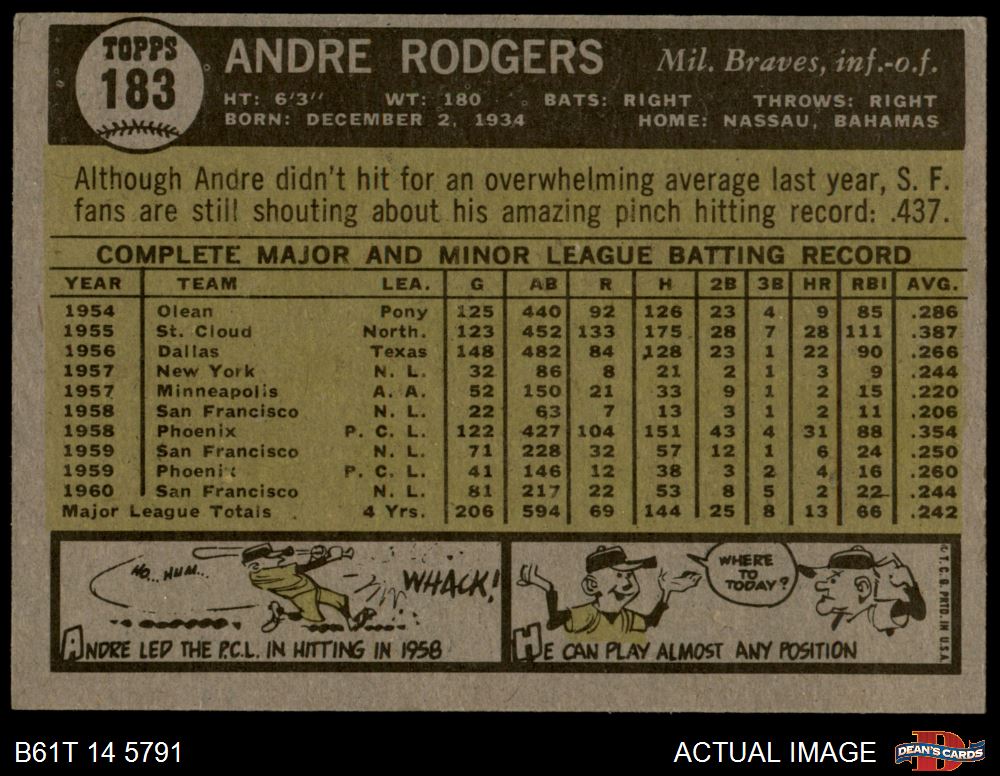 TOPPS
183
ANDRE RODGERS
Mil. Braves, inf.-o.f.
HT: 6'3" WT: 180 BATS: RIGHT THROWS: RIGHT
BORN: DECEMBER 2, 1934 HOME: NASSAU, BAHAMAS
Although Andre didn't hit for an overwhelming average last year, S. F.
fans are still shouting about his amazing pinch hitting record: .437.
COMPLETE MAJOR AND MINOR LEAGUE BATTING RECORD
YEAR TEAM LEA. G AB R H 2B 3B HR RBI AVG.
1954 Olean Pony 125 440 92 126 23 4 9 85 .286
1955 St. Cloud North. 123 452 133 175 28 7 28 111 .387
1956 Dallas Texas 148 482 84 128 23 1 22 90 .266
1957 New York N. L. 32 86 8 21 2 1 3 9 .244
1957 Minneapolis A. A. 52 150 21 33 9 1 2 15 .220
1958 San Francisco N. L. 22 63 7 13 3 1 2 11 .206
1958 Phoenix P. C. L. 122 427 104 151 43 4 31 88 .354
1959 San Francisco N. L. 71 228 32 57 12 1 6 24 .250
1959 Phoenix P. C. L. 41 146 12 38 3 2 4 16 .260
1960 San Francisco N. L. 81 217 22 53 8 5 2 22 .244
Major League Totals 4 Yrs. 206 594 69 144 25 8 13 66 .242
HO... HUM...
WHACK!
ANDRE LED THE P.C.L. IN HITTING IN 1958
WHERE
TO
TODAY?
HE CAN PLAY ALMOST ANY POSITION
© T. C. G. PRTD. IN U.S.A.
B61T 14 5791
ACTUAL IMAGE
DEAN'S CARDS